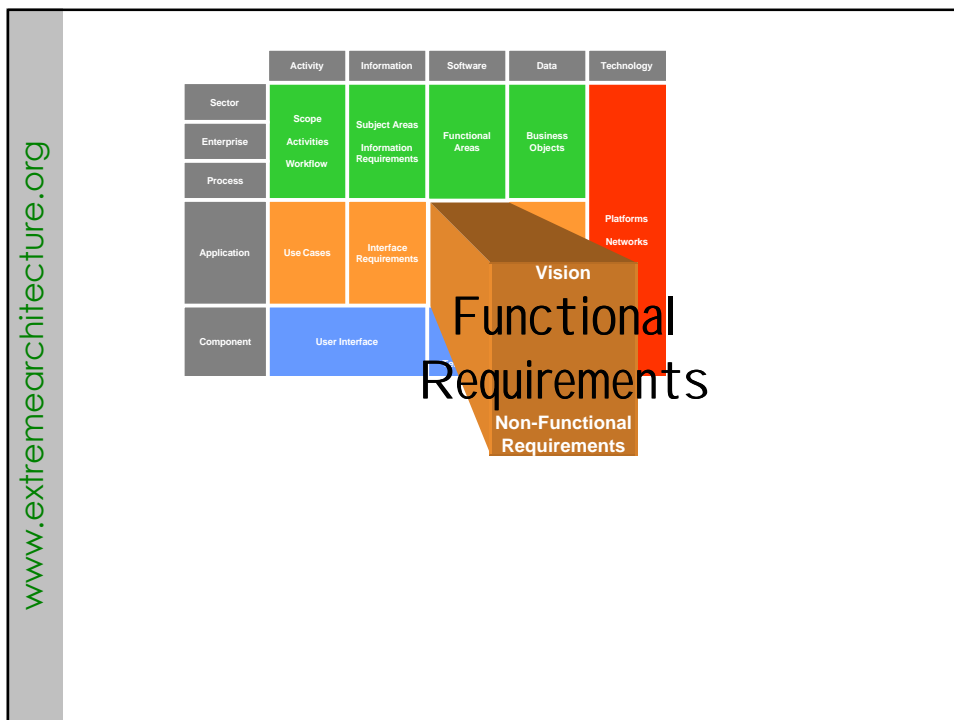 www.extremearchitecture.org
Activity
Information
Software
Data
Technology
Sector
Enterprise
Process
Scope
Activities
Workflow
Subject Areas
Information
Requirements
Functional
Areas
Business
Objects
Platforms
Networks
Application
Use Cases
Interface
Requirements
Vision
Functional
Requirements
Component
User Interface
Non-Functional
Requirements